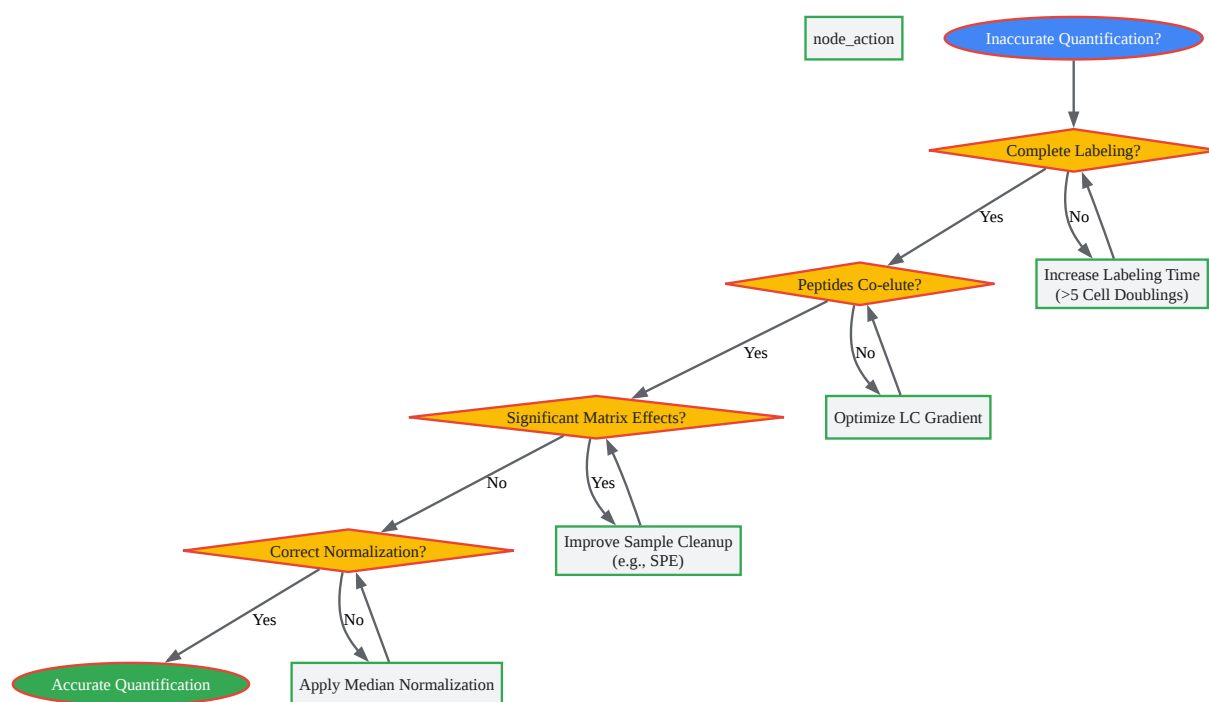 node_action
Inaccurate Quantification?
Complete Labeling?
Yes
No
Increase Labeling Time
(>5 Cell Doublings)
Peptides Co-elute?
Yes
No
Optimize LC Gradient
Significant Matrix Effects?
No
Yes
Improve Sample Cleanup
(e.g., SPE)
Correct Normalization?
Yes
No
Accurate Quantification
Apply Median Normalization